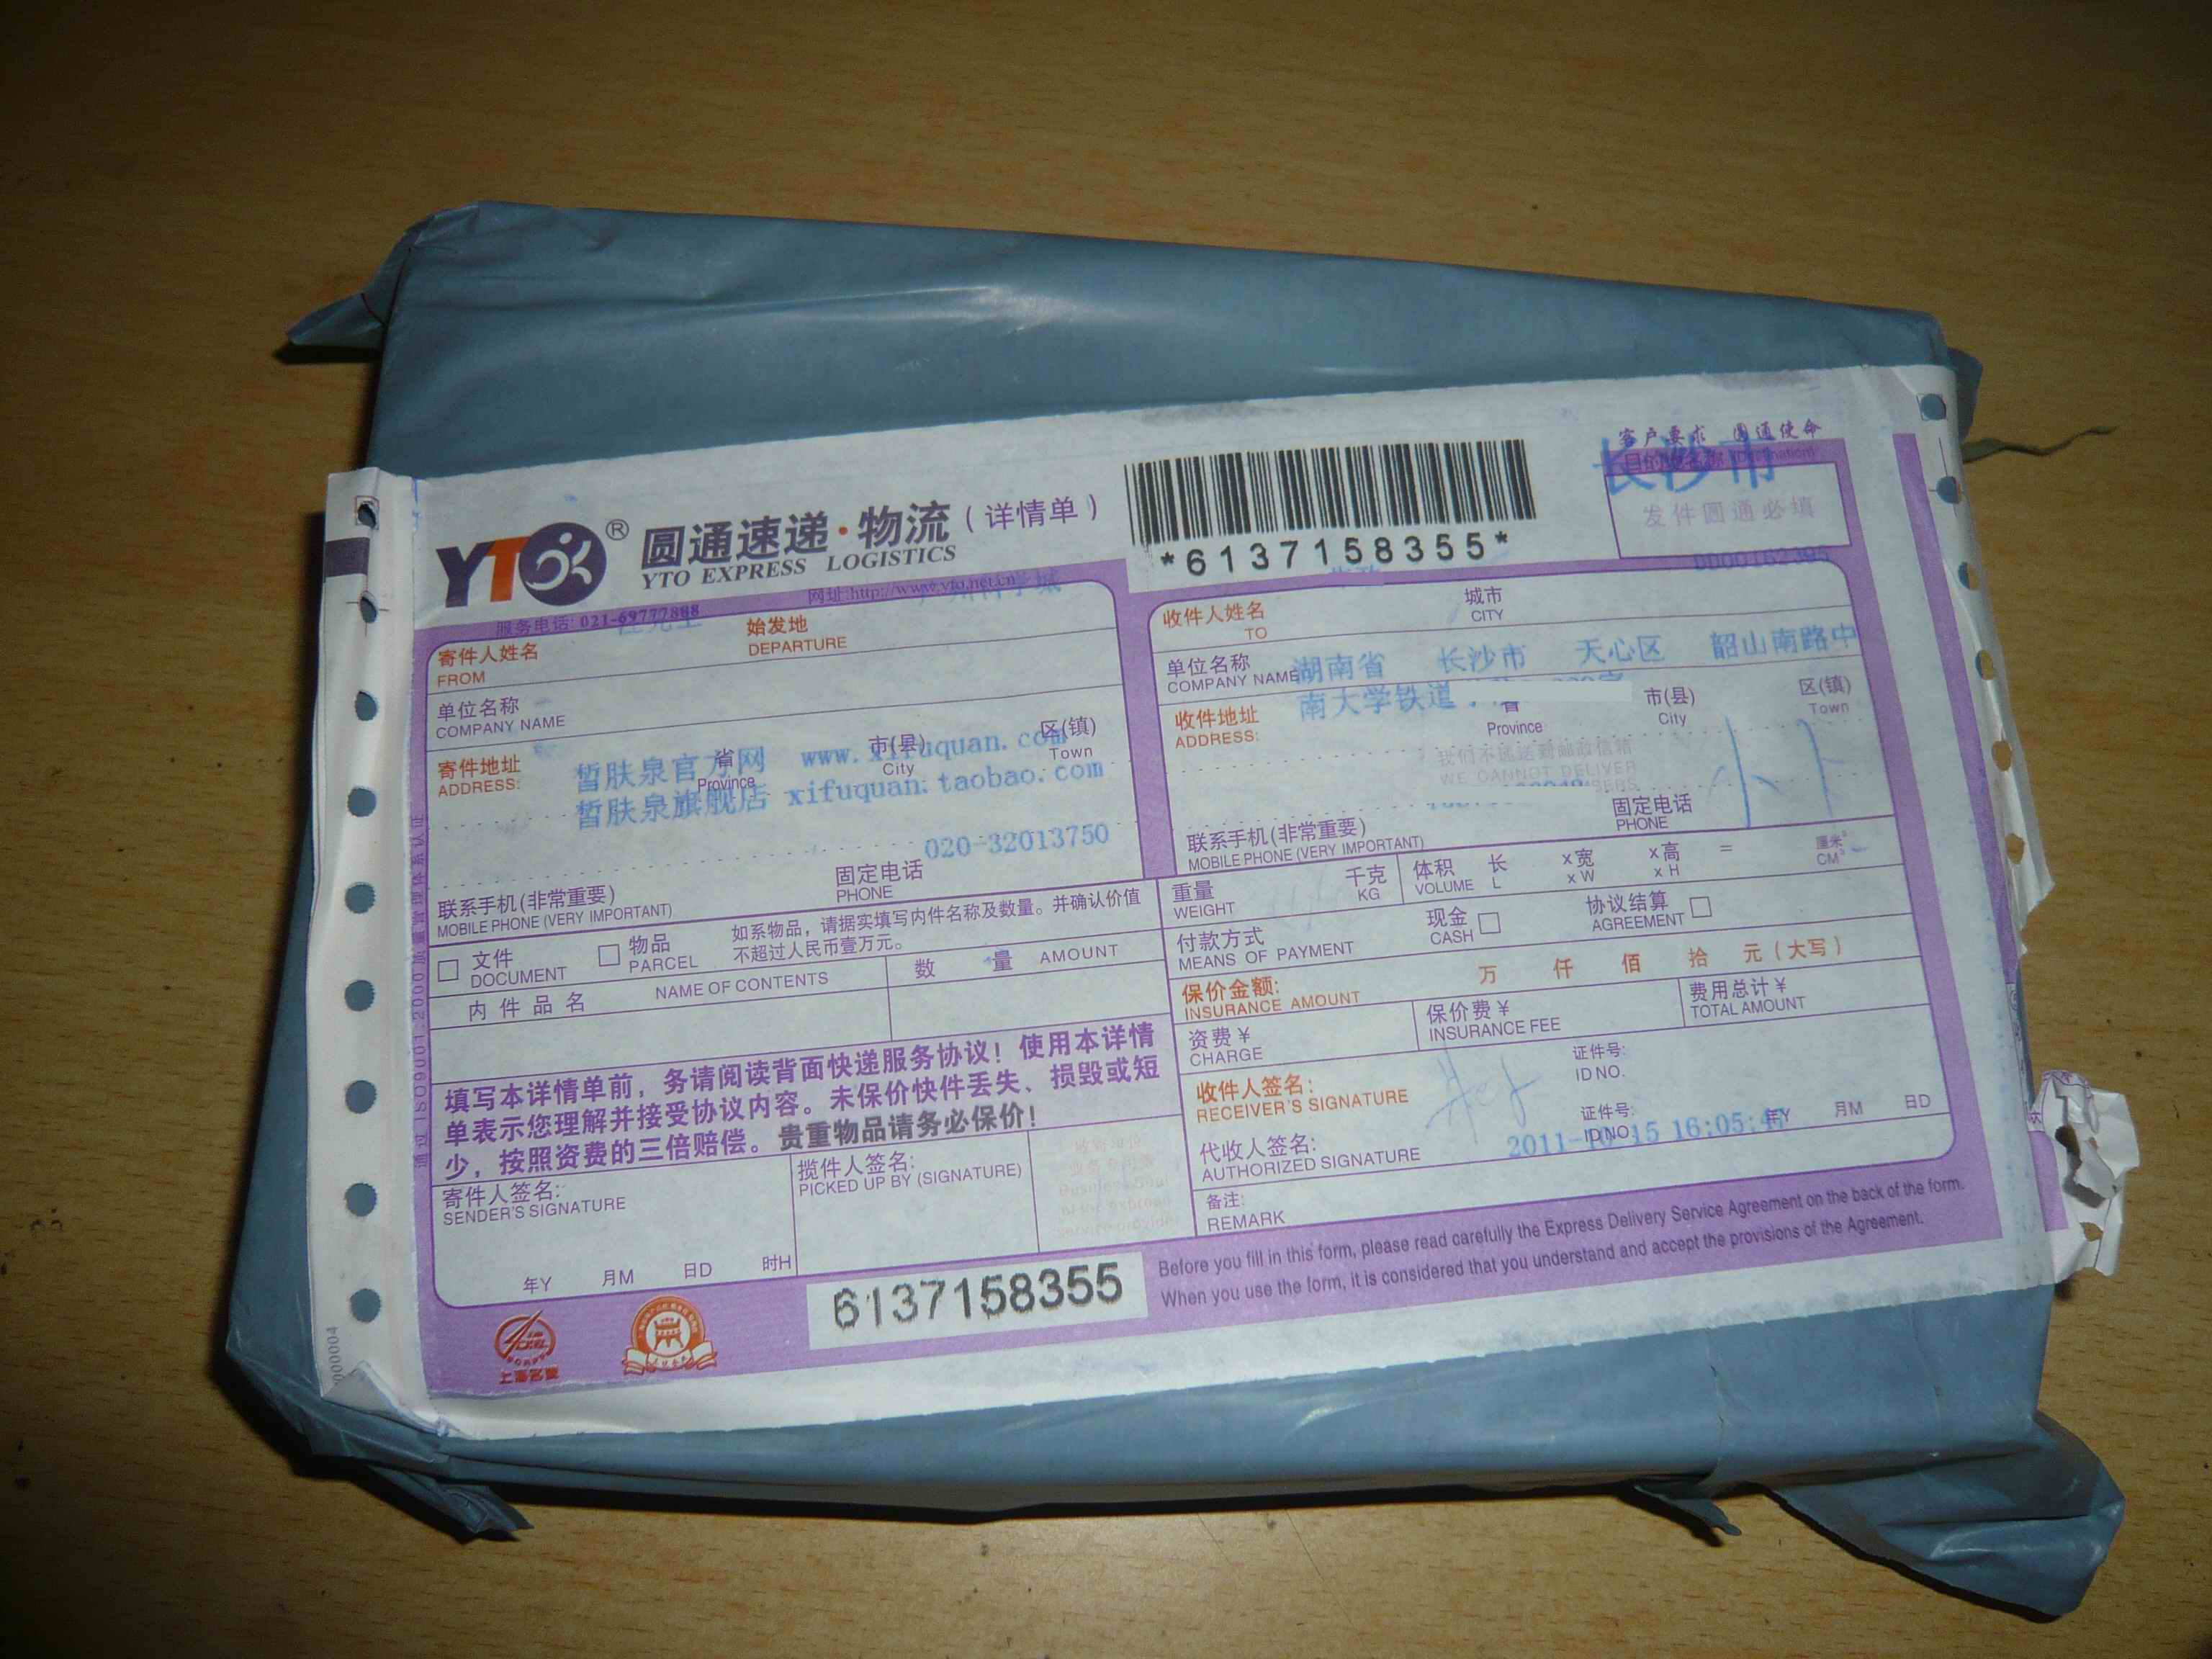 YTO ® 圆通速递·物流（详情单）
YTO EXPRESS LOGISTICS
网址:http://www.yto.net.cn
服务电话: 021-69777888
*6137158355*
客户要求 圆通使命
长沙市
发件圆通必填
寄件人姓名
FROM
始发地
DEPARTURE
单位名称
COMPANY NAME
寄件地址
ADDRESS:
省
Province
市(县)
City
区(镇)
Town
皙肤泉官方网 www.xifuquan.com
皙肤泉旗舰店 xifuquan.taobao.com
020-32013750
联系手机(非常重要)
MOBILE PHONE (VERY IMPORTANT)
固定电话
PHONE
文件
DOCUMENT
物品
PARCEL
如系物品，请据实填写内件名称及数量。并确认价值
不超过人民币壹万元。
内件品名 NAME OF CONTENTS
数 量 AMOUNT
填写本详情单前，务请阅读背面快递服务协议！使用本详情
单表示您理解并接受协议内容。未保价快件丢失、损毁或短
少，按照资费的三倍赔偿。贵重物品请务必保价！
寄件人签名:
SENDER'S SIGNATURE
年Y 月M 日D 时H
揽件人签名:
PICKED UP BY (SIGNATURE)
收件人姓名
TO
城市
CITY
单位名称
COMPANY NAME
湖南省 长沙市 天心区 韶山南路中
南大学铁道
收件地址
ADDRESS:
省
Province
市(县)
City
区(镇)
Town
我们不递送到邮政信箱
WE CANNOT DELIVER
联系手机(非常重要)
MOBILE PHONE (VERY IMPORTANT)
固定电话
PHONE
重量
WEIGHT
千克
KG
体积
VOLUME
长
L
x宽
x W
x高
x H
=
厘米³
CM³
付款方式
MEANS OF PAYMENT
现金
CASH
协议结算
AGREEMENT
保价金额:
INSURANCE AMOUNT
万 仟 佰 拾 元（大写）
资费¥
CHARGE
保价费¥
INSURANCE FEE
费用总计¥
TOTAL AMOUNT
收件人签名:
RECEIVER'S SIGNATURE
证件号:
ID NO.
代收人签名:
AUTHORIZED SIGNATURE
证件号:
ID NO.
年Y 月M 日D
备注:
REMARK
Before you fill in this form, please read carefully the Express Delivery Service Agreement on the back of the form.
When you use the form, it is considered that you understand and accept the provisions of the Agreement.
6137158355
000004